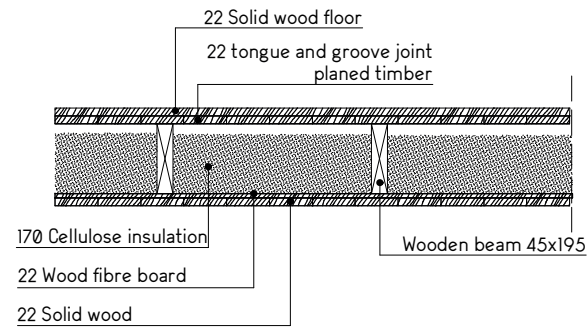 22 Solid wood floor
22 tongue and groove joint
planed timber
170 Cellulose insulation
Wooden beam 45x195
22 Wood fibre board
22 Solid wood